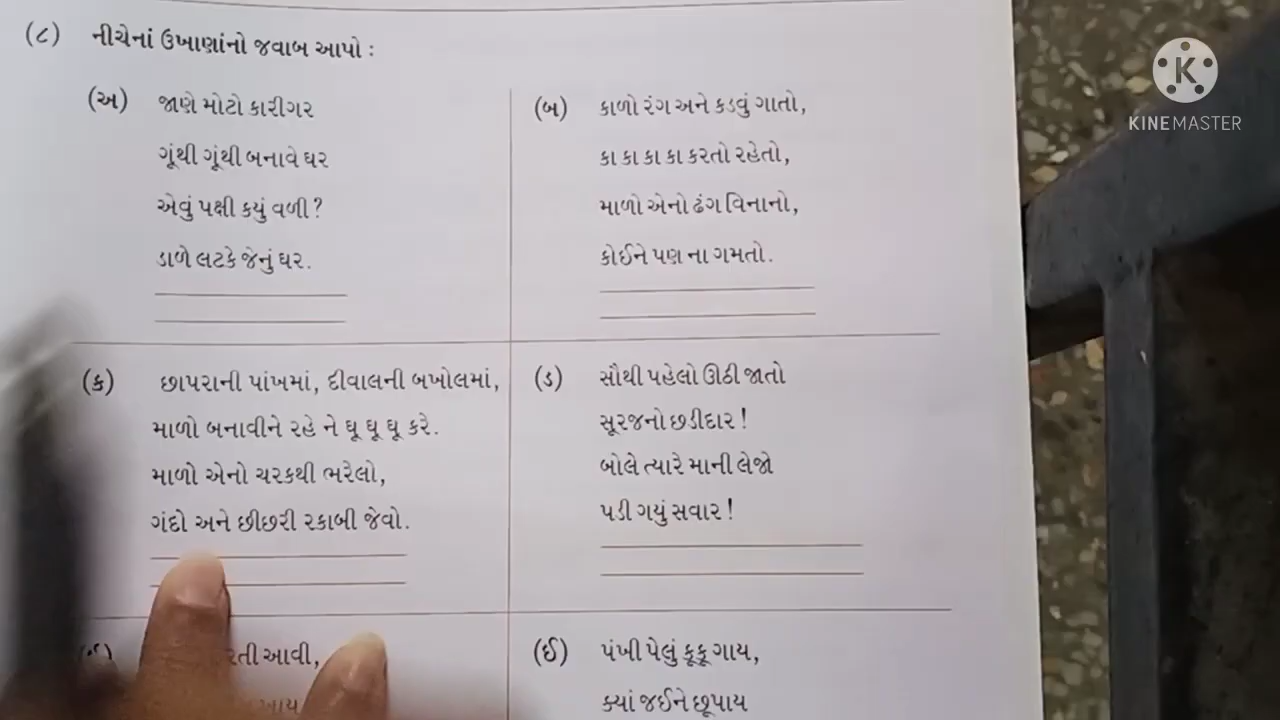 (૮) નીચેનાં ઉખાણાંનો જવાબ આપો :
(અ) જાણે મોટો કારીગર
ગૂંથી ગૂંથી બનાવે ઘર
એવું પક્ષી કયું વળી ?
ડાળે લટકે જેનું ઘર.
(બ) કાળો રંગ અને કડવું ગાતો,
કા કા કા કા કરતો રહેતો,
માળો એનો ઢંગ વિનાનો,
કોઈને પણ ના ગમતો.
(ક) છાપરાની પાંખમાં, દીવાલની બખોલમાં,
માળો બનાવીને રહે ને ઘૂ ઘૂ ઘૂ કરે.
માળો એનો ચરકથી ભરેલો,
ગંદો અને છીછરી રકાબી જેવો.
(ડ) સૌથી પહેલો ઊઠી જાતો
સૂરજનો છડીદાર !
બોલે ત્યારે માની લેજો
પડી ગયું સવાર !
આવી,
(ઈ) પંખી પેલું કૂકૂ ગાય,
ક્યાં જઈને છૂપાય
KINEMASTER